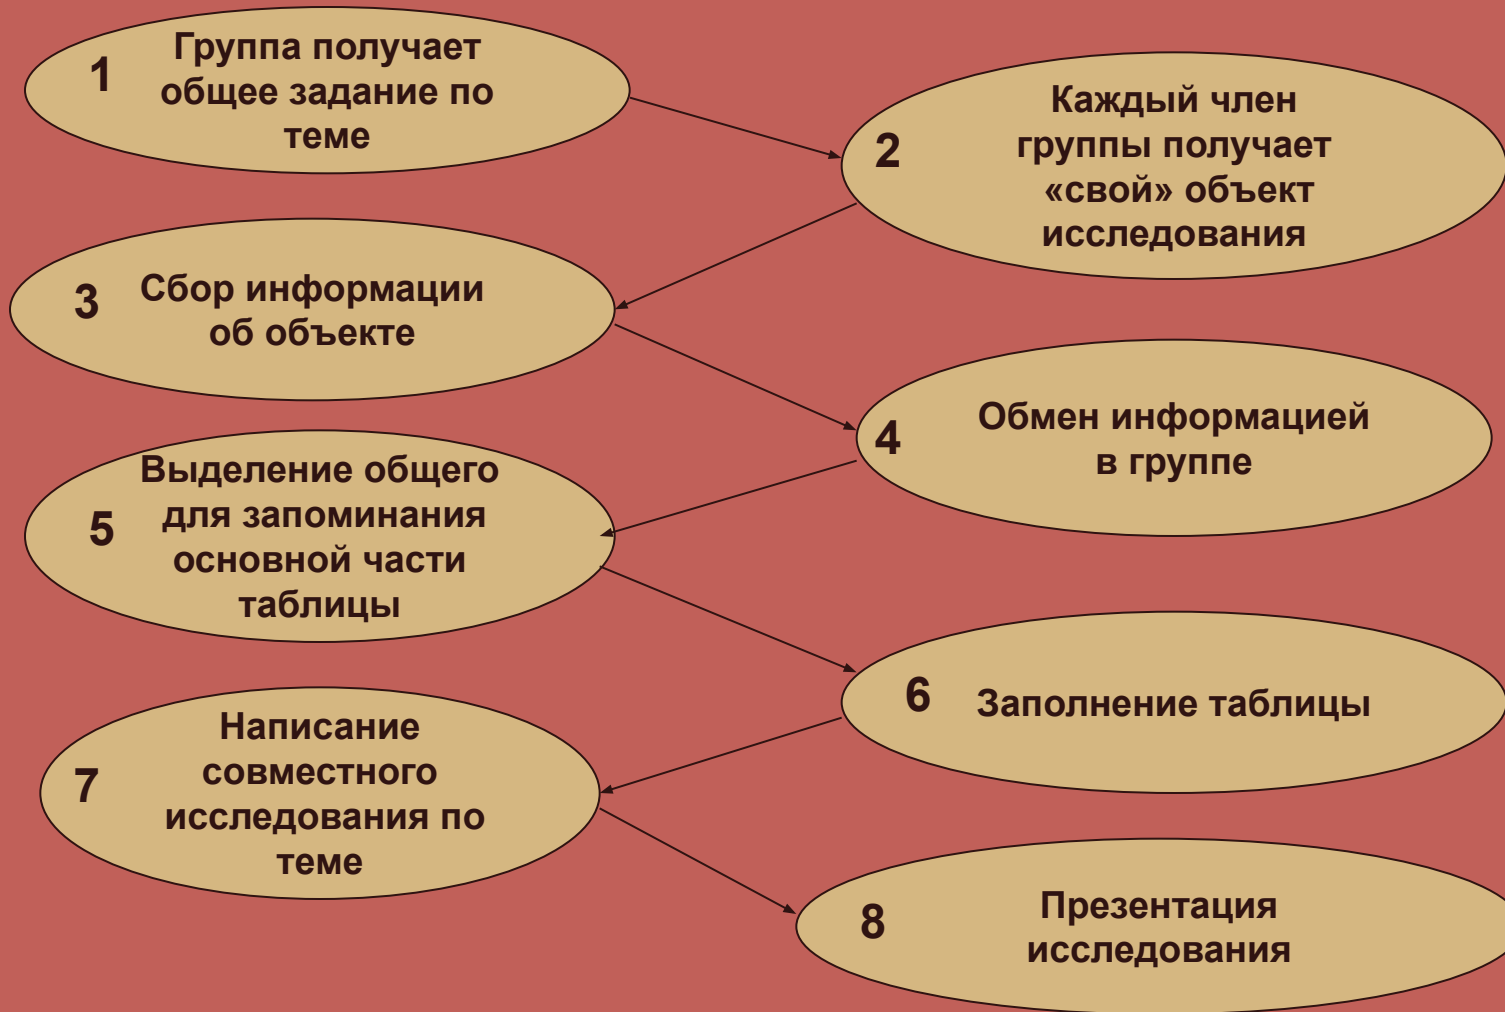 1
Группа получает
общее задание по
теме
2
Каждый член
группы получает
«свой» объект
исследования
3
Сбор информации
об объекте
4
Обмен информацией
в группе
5
Выделение общего
для запоминания
основной части
таблицы
6
Заполнение таблицы
7
Написание
совместного
исследования по
теме
8
Презентация
исследования